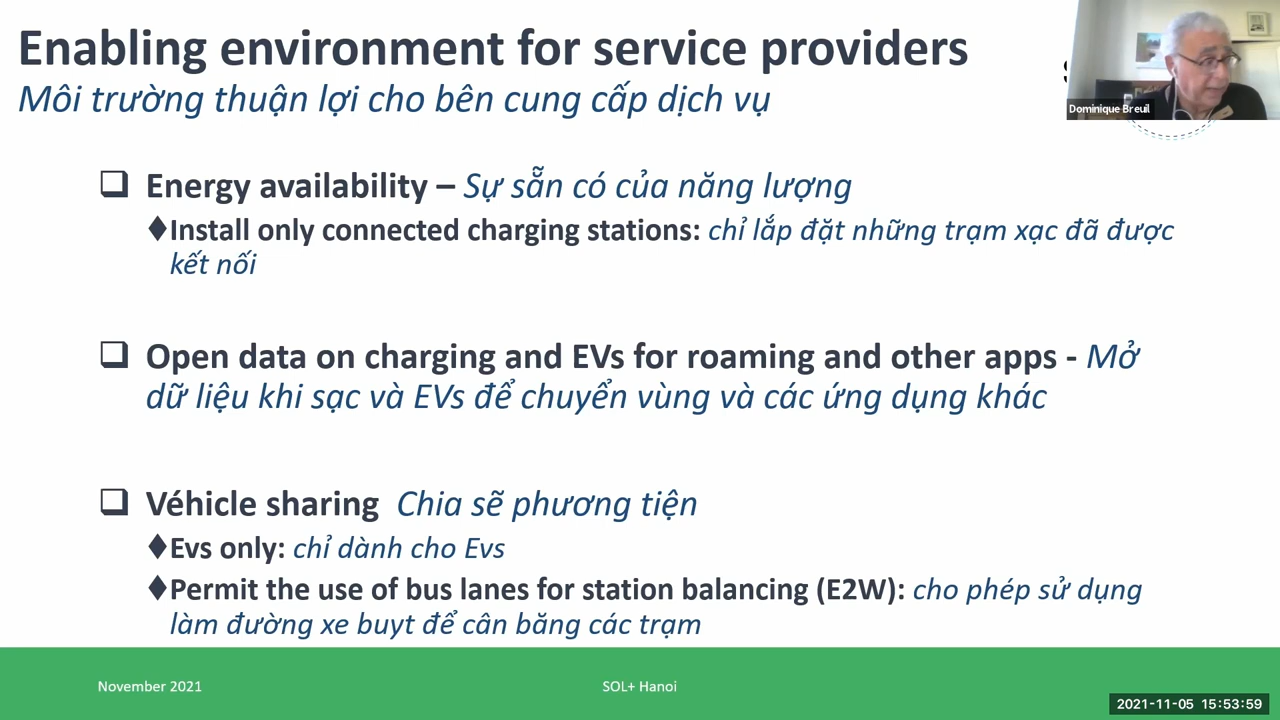 Enabling environment for service providers
Môi trường thuận lợi cho bên cung cấp dịch vụ
S
Dominique Breuil
❑ Energy availability – Sự sẵn có của năng lượng
♦Install only connected charging stations: chỉ lắp đặt những trạm xạc đã được
kết nối
❑ Open data on charging and EVs for roaming and other apps - Mở
dữ liệu khi sạc và EVs để chuyển vùng và các ứng dụng khác
❑ Véhicle sharing Chia sẽ phương tiện
♦Evs only: chỉ dành cho Evs
♦Permit the use of bus lanes for station balancing (E2W): cho phép sử dụng
làm đường xe buyt để cân băng các trạm
November 2021
SOL+ Hanoi
2021-11-05 15:53:59